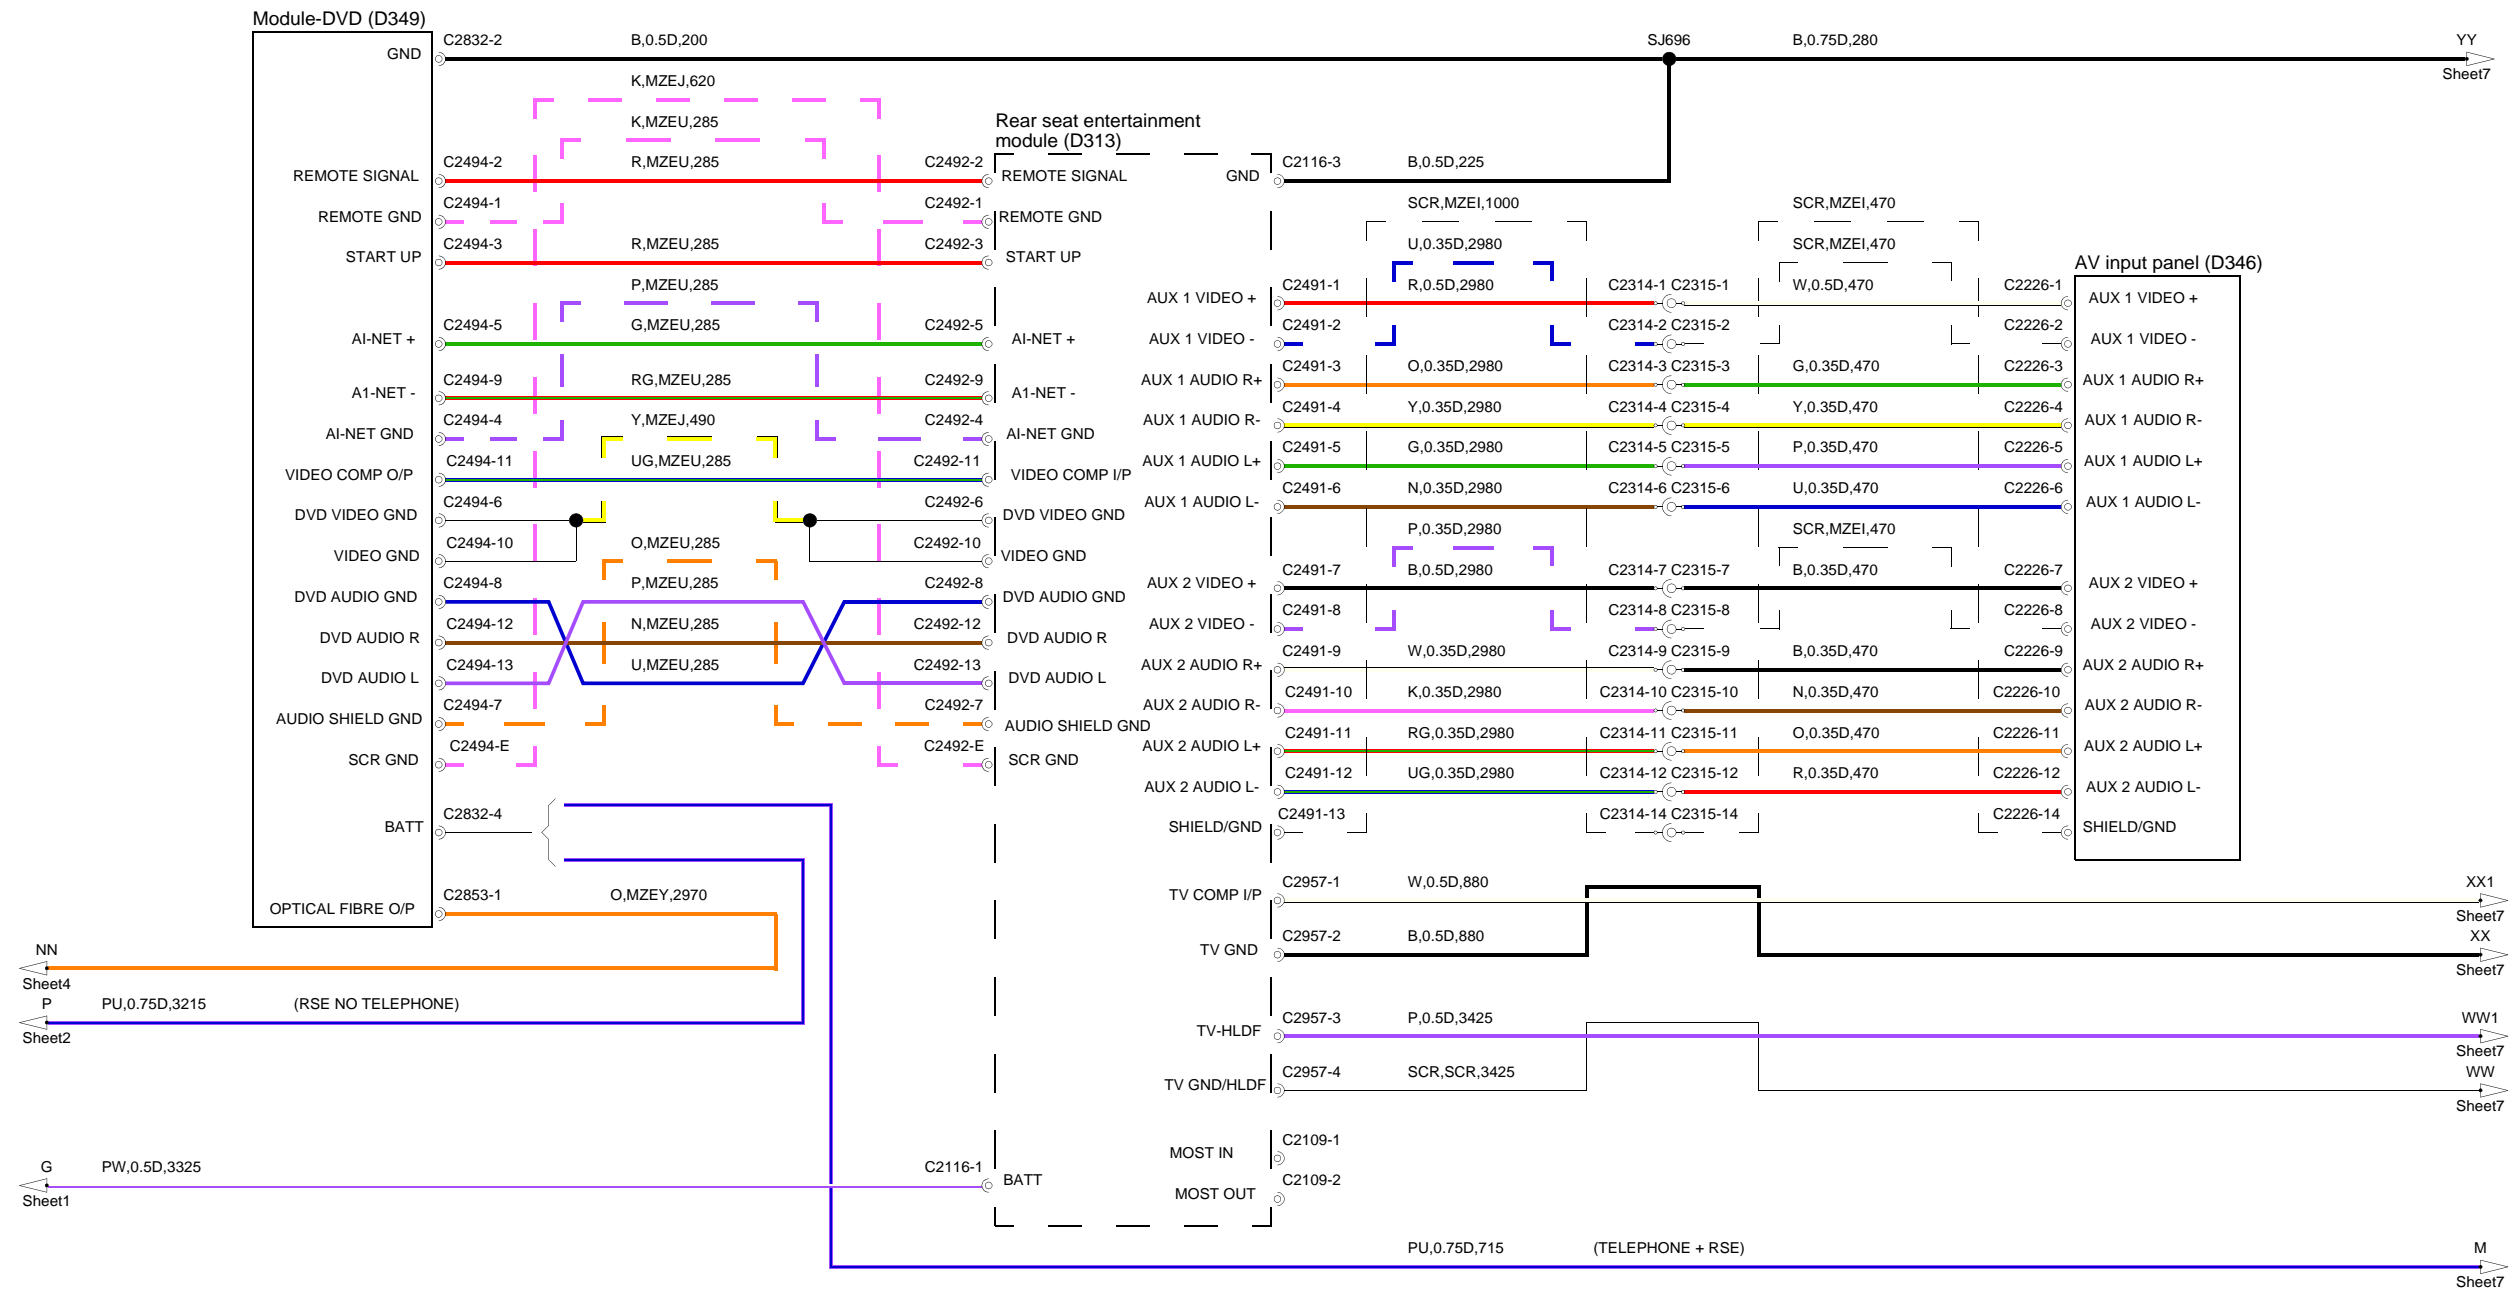 Module-DVD (D349)
GND
C2832-2
B,0.5D,200
SJ696
B,0.75D,280
YY
Sheet7
K,MZEJ,620
K,MZEU,285
Rear seat entertainment
module (D313)
REMOTE SIGNAL
C2494-2
R,MZEU,285
C2492-2
REMOTE SIGNAL
GND
C2116-3
B,0.5D,225
REMOTE GND
C2494-1
C2492-1
REMOTE GND
SCR,MZEI,1000
SCR,MZEI,470
START UP
C2494-3
R,MZEU,285
C2492-3
START UP
U,0.35D,2980
SCR,MZEI,470
AV input panel (D346)
P,MZEU,285
AUX 1 VIDEO +
C2491-1
R,0.5D,2980
C2314-1 C2315-1
W,0.5D,470
C2226-1
AUX 1 VIDEO +
AI-NET +
C2494-5
G,MZEU,285
C2492-5
AI-NET +
AUX 1 VIDEO -
C2491-2
C2314-2 C2315-2
C2226-2
AUX 1 VIDEO -
A1-NET -
C2494-9
RG,MZEU,285
C2492-9
A1-NET -
AUX 1 AUDIO R+
C2491-3
O,0.35D,2980
C2314-3 C2315-3
G,0.35D,470
C2226-3
AUX 1 AUDIO R+
AI-NET GND
C2494-4
Y,MZEJ,490
C2492-4
AI-NET GND
AUX 1 AUDIO R-
C2491-4
Y,0.35D,2980
C2314-4 C2315-4
Y,0.35D,470
C2226-4
AUX 1 AUDIO R-
VIDEO COMP O/P
C2494-11
UG,MZEU,285
C2492-11
VIDEO COMP I/P
AUX 1 AUDIO L+
C2491-5
G,0.35D,2980
C2314-5 C2315-5
P,0.35D,470
C2226-5
AUX 1 AUDIO L+
DVD VIDEO GND
C2494-6
C2492-6
DVD VIDEO GND
AUX 1 AUDIO L-
C2491-6
N,0.35D,2980
C2314-6 C2315-6
U,0.35D,470
C2226-6
AUX 1 AUDIO L-
VIDEO GND
C2494-10
O,MZEU,285
C2492-10
VIDEO GND
P,0.35D,2980
SCR,MZEI,470
DVD AUDIO GND
C2494-8
P,MZEU,285
C2492-8
DVD AUDIO GND
AUX 2 VIDEO +
C2491-7
B,0.5D,2980
C2314-7 C2315-7
B,0.35D,470
C2226-7
AUX 2 VIDEO +
DVD AUDIO R
C2494-12
N,MZEU,285
C2492-12
DVD AUDIO R
AUX 2 VIDEO -
C2491-8
C2314-8 C2315-8
C2226-8
AUX 2 VIDEO -
DVD AUDIO L
C2494-13
U,MZEU,285
C2492-13
DVD AUDIO L
AUX 2 AUDIO R+
C2491-9
W,0.35D,2980
C2314-9 C2315-9
B,0.35D,470
C2226-9
AUX 2 AUDIO R+
AUDIO SHIELD GND
C2494-7
C2492-7
AUDIO SHIELD GND
AUX 2 AUDIO R-
C2491-10
K,0.35D,2980
C2314-10 C2315-10
N,0.35D,470
C2226-10
AUX 2 AUDIO R-
SCR GND
C2494-E
C2492-E
SCR GND
AUX 2 AUDIO L+
C2491-11
RG,0.35D,2980
C2314-11 C2315-11
O,0.35D,470
C2226-11
AUX 2 AUDIO L+
AUX 2 AUDIO L-
C2491-12
UG,0.35D,2980
C2314-12 C2315-12
R,0.35D,470
C2226-12
AUX 2 AUDIO L-
BATT
C2832-4
SHIELD/GND
C2491-13
C2314-14 C2315-14
C2226-14
SHIELD/GND
OPTICAL FIBRE O/P
C2853-1
O,MZEY,2970
TV COMP I/P
C2957-1
W,0.5D,880
XX1
Sheet7
NN
Sheet4
TV GND
C2957-2
B,0.5D,880
XX
Sheet7
P
PU,0.75D,3215
(RSE NO TELEPHONE)
Sheet2
TV-HLDF
C2957-3
P,0.5D,3425
WW1
Sheet7
TV GND/HLDF
C2957-4
SCR,SCR,3425
WW
Sheet7
MOST IN
C2109-1
G
PW,0.5D,3325
C2116-1
BATT
Sheet1
MOST OUT
C2109-2
PU,0.75D,715
(TELEPHONE + RSE)
M
Sheet7